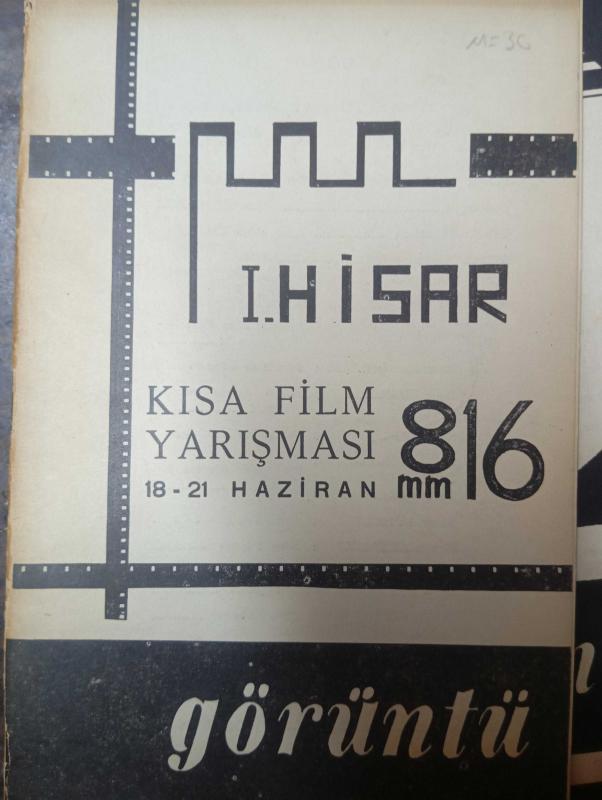 M=30
I. HİSAR
KISA FİLM
YARIŞMASI
18-21 HAZİRAN
8 16
mm
görüntü